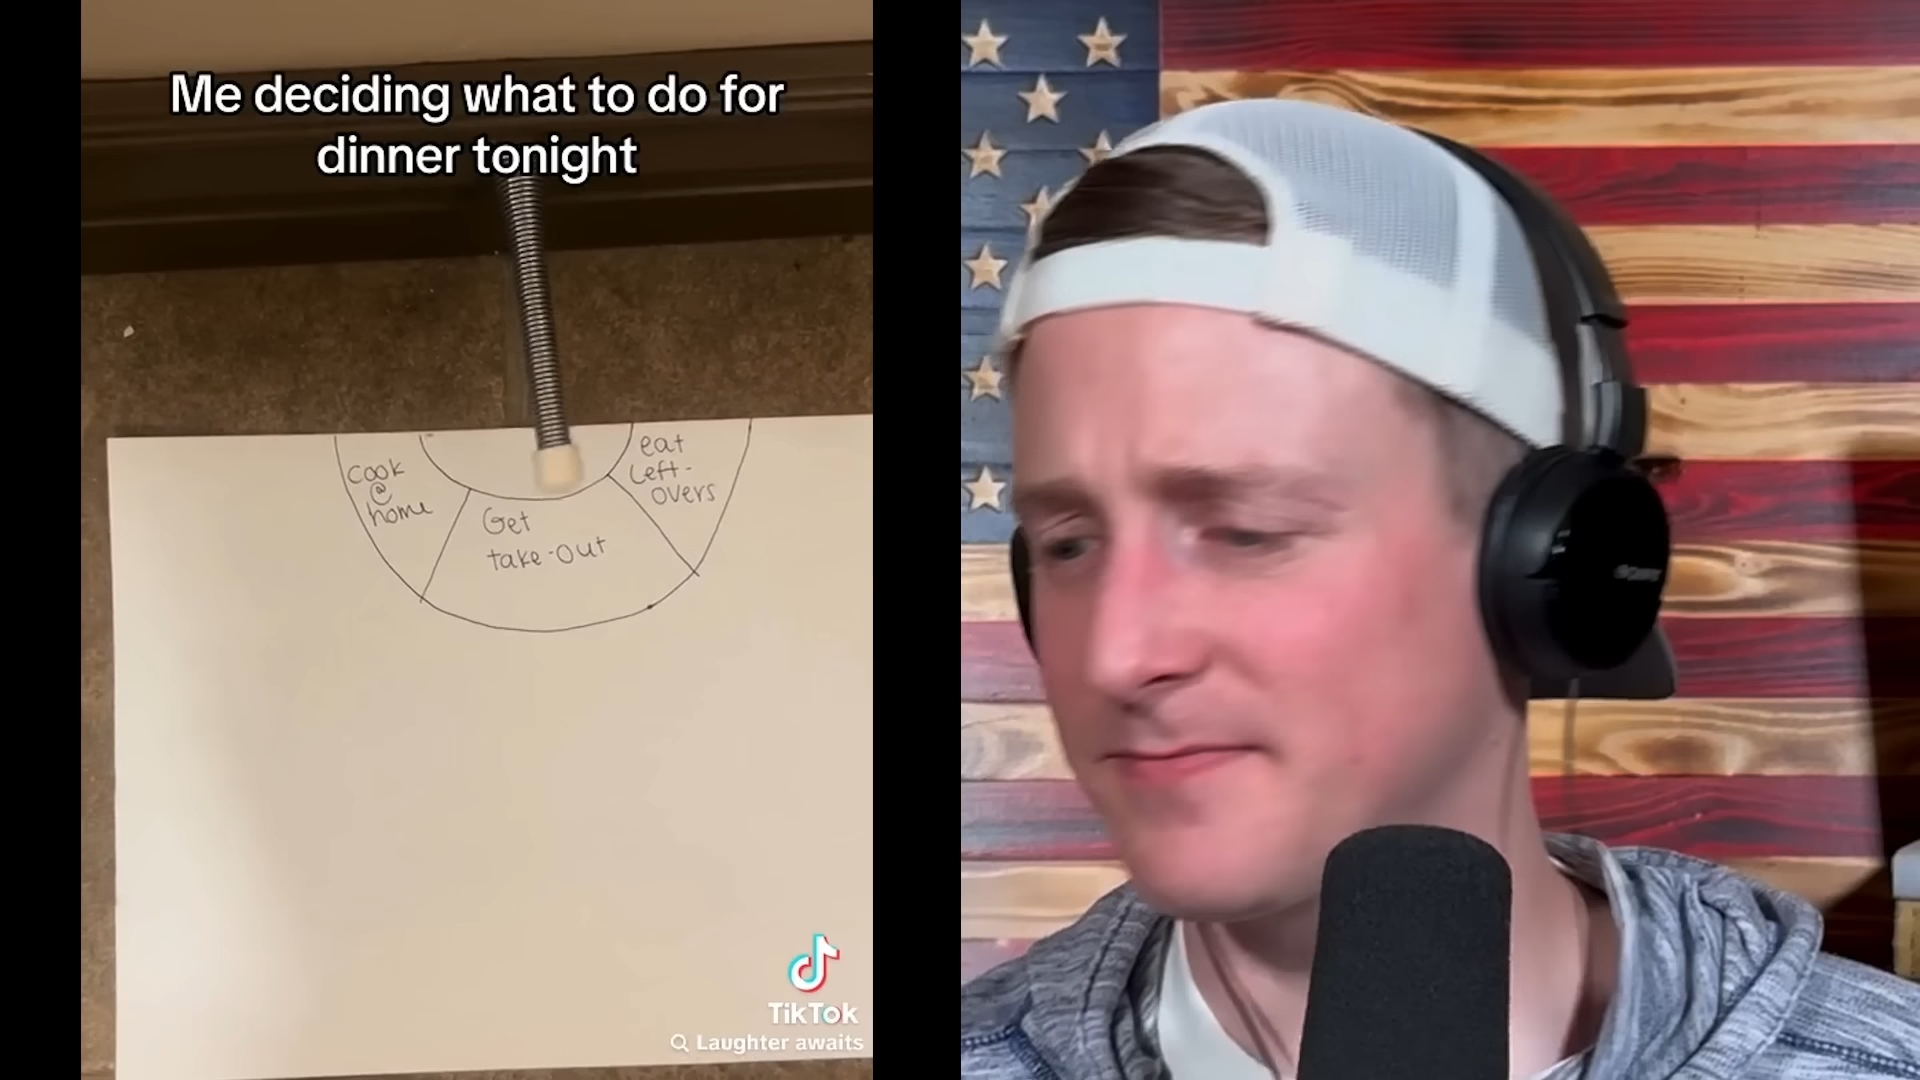 Me deciding what to do for
dinner tonight
cook
@
home
Get
take-out
eat
left-
overs
TikTok
Laughter awaits